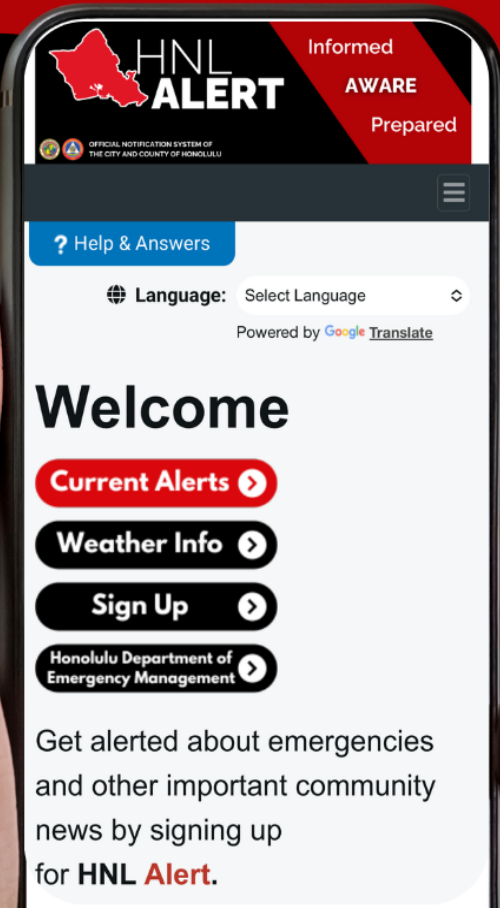 HNL
ALERT
Informed
AWARE
Prepared
OFFICIAL NOTIFICATION SYSTEM OF
THE CITY AND COUNTY OF HONOLULU
? Help & Answers
Language: Select Language
Powered by Google Translate
Welcome
Current Alerts
Weather Info
Sign Up
Honolulu Department of
Emergency Management
Get alerted about emergencies
and other important community
news by signing up
for HNL Alert.